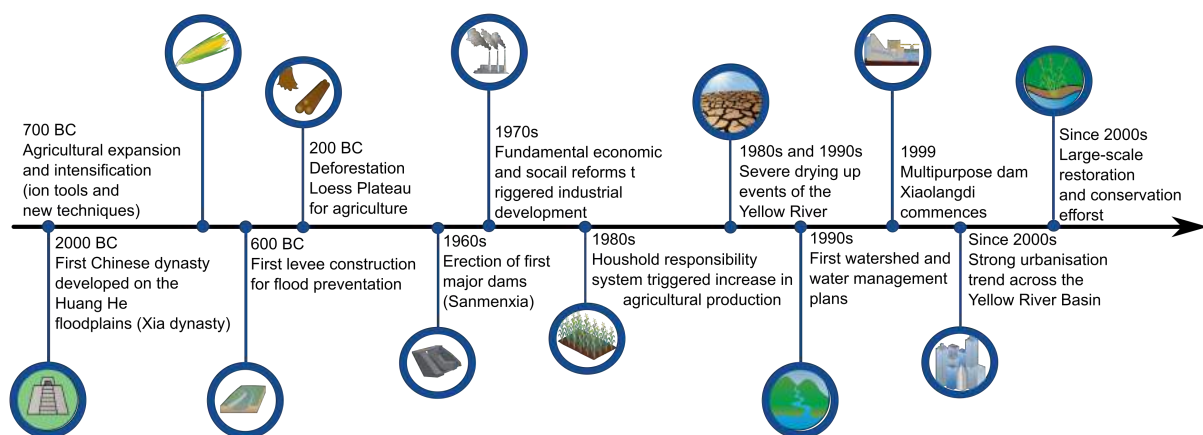 700 BC
Agricultural expansion
and intensification
(ion tools and
new techniques)
200 BC
Deforestation
Loess Plateau
for agriculture
1970s
Fundamental economic
and socail reforms t
riggered industrial
development
1980s and 1990s
Severe drying up
events of the
Yellow River
1999
Multipurpose dam
Xiaolangdi
commences
Since 2000s
Large-scale
restoration
and conservation
efforst
2000 BC
First Chinese dynasty
developed on the
Huang He
floodplains (Xia dynasty)
600 BC
First levee construction
for flood preventation
1960s
Erection of first
major dams
(Sanmenxia)
1980s
Houshold responsibility
system triggered increase in
agricultural production
1990s
First watershed and
water management
plans
Since 2000s
Strong urbanisation
trend across the
Yellow River Basin